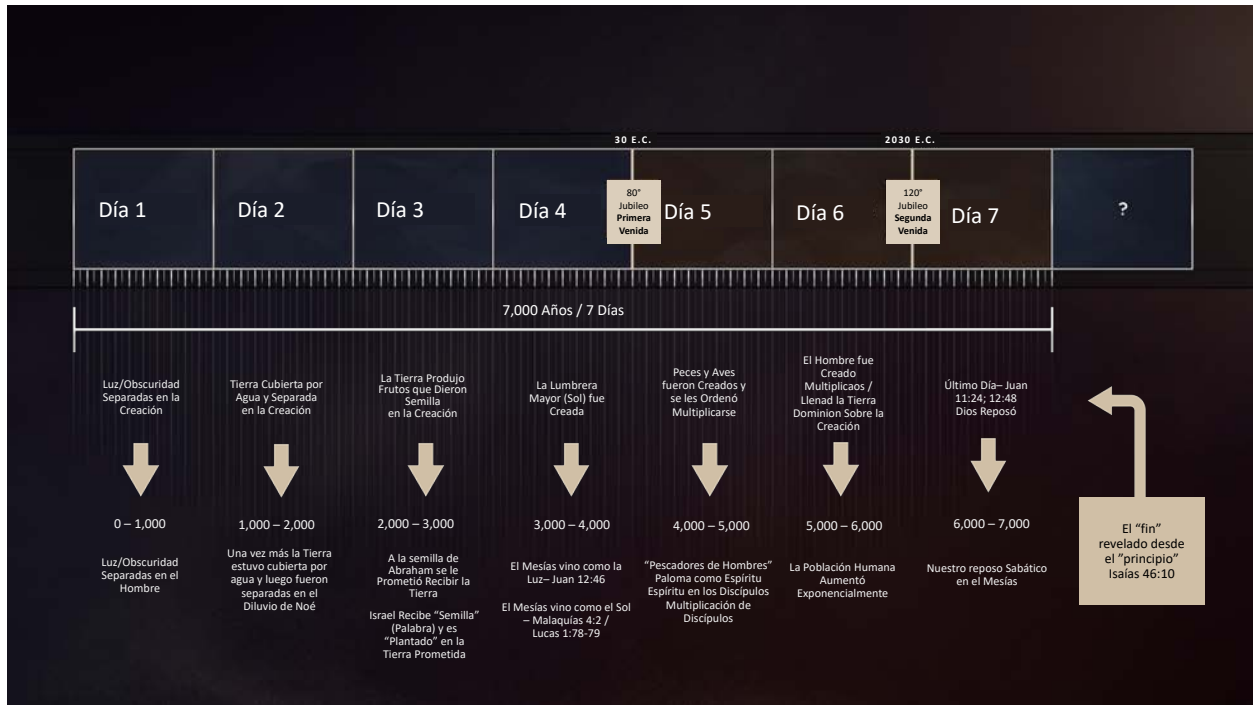 30 E.C.
2030 E.C.
Día 1
Día 2
Día 3
Día 4
80°
Jubileo
Primera
Venida
Día 5
Día 6
120°
Jubileo
Segunda
Venida
Día 7
?
7,000 Años / 7 Días
Luz/Obscuridad
Separadas en la
Creación
Tierra Cubierta por
Agua y Separada
en la Creación
La Tierra Produjo
Frutos que Dieron
Semilla
en la Creación
La Lumbrera
Mayor (Sol) fue
Creada
Peces y Aves
fueron Creados y
se les Ordenó
Multiplicarse
El Hombre fue
Creado
Multiplicaos /
Llenad la Tierra
Dominion Sobre la
Creación
Último Día– Juan
11:24; 12:48
Dios Reposó
0 – 1,000
1,000 – 2,000
2,000 – 3,000
3,000 – 4,000
4,000 – 5,000
5,000 – 6,000
6,000 – 7,000
Luz/Obscuridad
Separadas en el
Hombre
Una vez más la Tierra
estuvo cubierta por
agua y luego fueron
separadas en el
Diluvio de Noé
A la semilla de
Abraham se le
Prometió Recibir la
Tierra
Israel Recibe “Semilla”
(Palabra) y es
“Plantado” en la
Tierra Prometida
El Mesías vino como la
Luz– Juan 12:46
El Mesías vino como el Sol
– Malaquías 4:2 /
Lucas 1:78-79
“Pescadores de Hombres”
Paloma como Espíritu
Espíritu en los Discípulos
Multiplicación de
Discípulos
La Población Humana
Aumentó
Exponencialmente
Nuestro reposo Sabático
en el Mesías
El “fin”
revelado desde
el ”principio”
Isaías 46:10